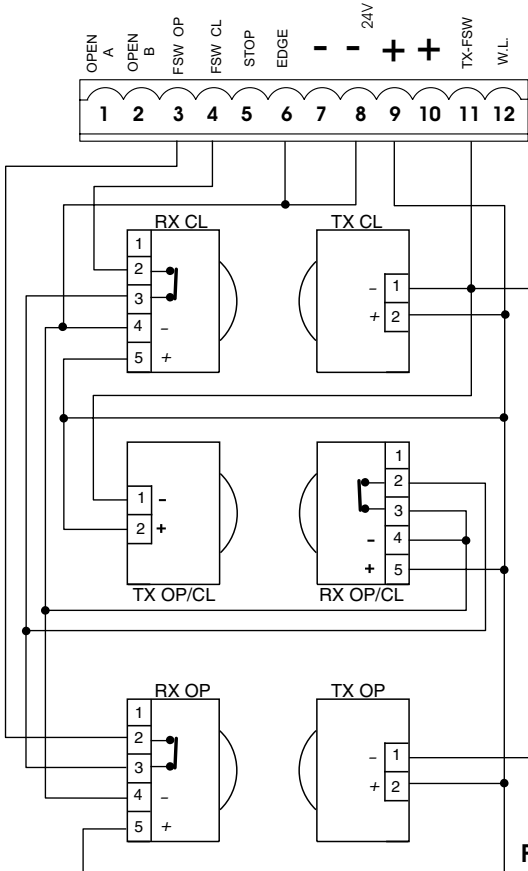 OPEN A
OPEN B
FSW OP
FSW CL
STOP
EDGE
-
-
24V
+
+
TX-FSW
W.L.
1 2 3 4 5 6 7 8 9 10 11 12
RX CL
1
2
3
4 -
5 +
TX CL
- 1
+ 2
1 -
2 +
TX OP/CL
1
2
3
- 4
+ 5
RX OP/CL
RX OP
1
2
3
4 -
5 +
TX OP
- 1
+ 2